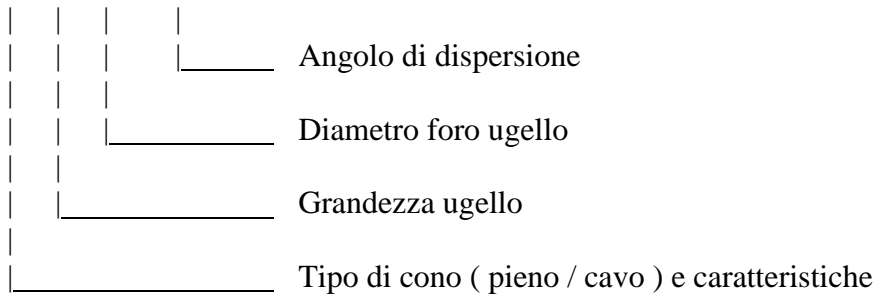 Angolo di dispersione
Diametro foro ugello
Grandezza ugello
Tipo di cono ( pieno / cavo ) e caratteristiche